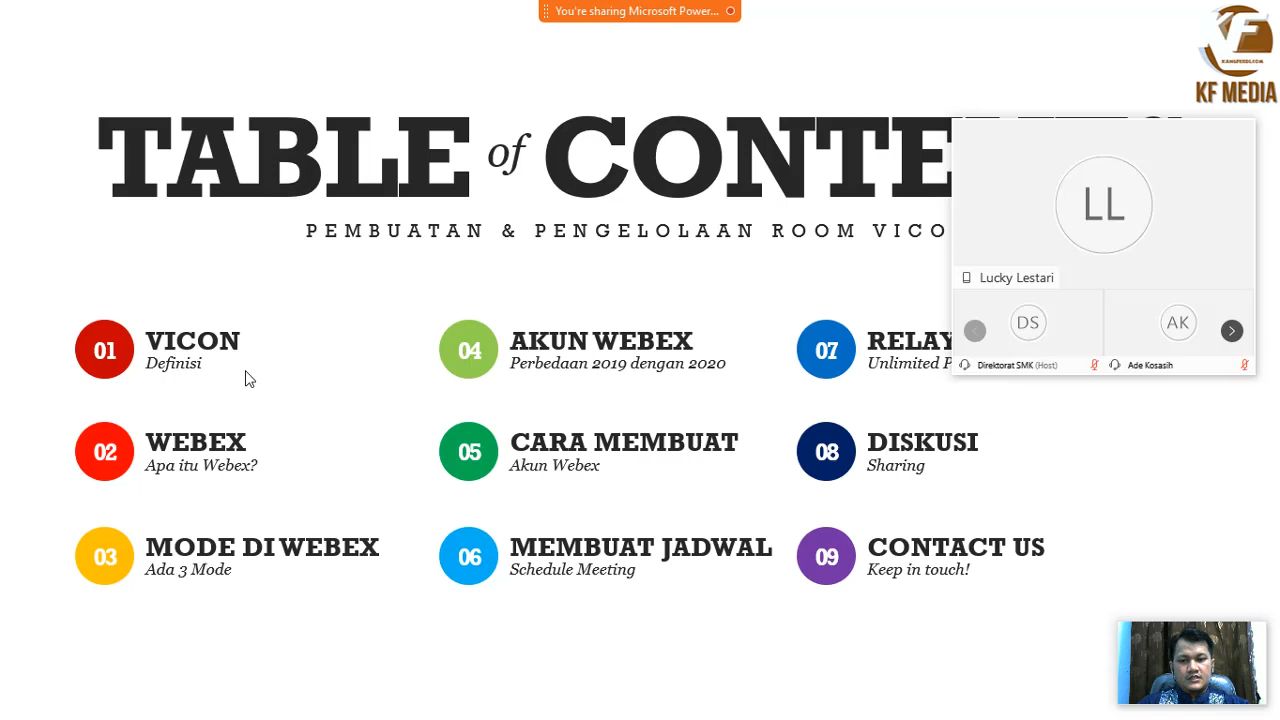 You're sharing Microsoft Power...
KF
KANGFERDI.COM
KF MEDIA
TABLE of CONTE
PEMBUATAN & PENGELOLAAN ROOM VICO
LL
Lucky Lestari
DS
AK
Direktorat SMK (Host)
Ade Kosasih
01
VICON
Definisi
04
AKUN WEBEX
Perbedaan 2019 dengan 2020
07
RELAY
Unlimited P
02
WEBEX
Apa itu Webex?
05
CARA MEMBUAT
Akun Webex
08
DISKUSI
Sharing
03
MODE DI WEBEX
Ada 3 Mode
06
MEMBUAT JADWAL
Schedule Meeting
09
CONTACT US
Keep in touch!